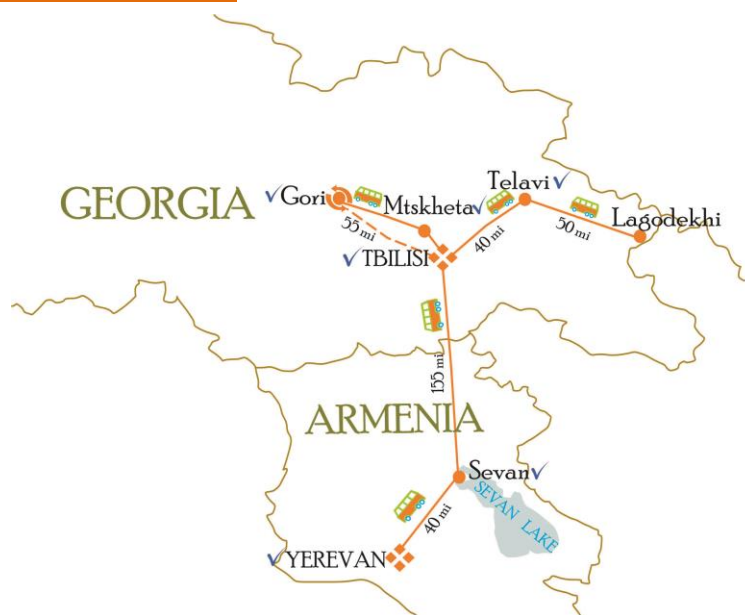 Telavi
GEORGIA
Gori
Mtskheta
Lagodekhi
55 mi
40 mi
50 mi
TBILISI
155 mi
ARMENIA
Sevan
SEVAN LAKE
40 mi
YEREVAN